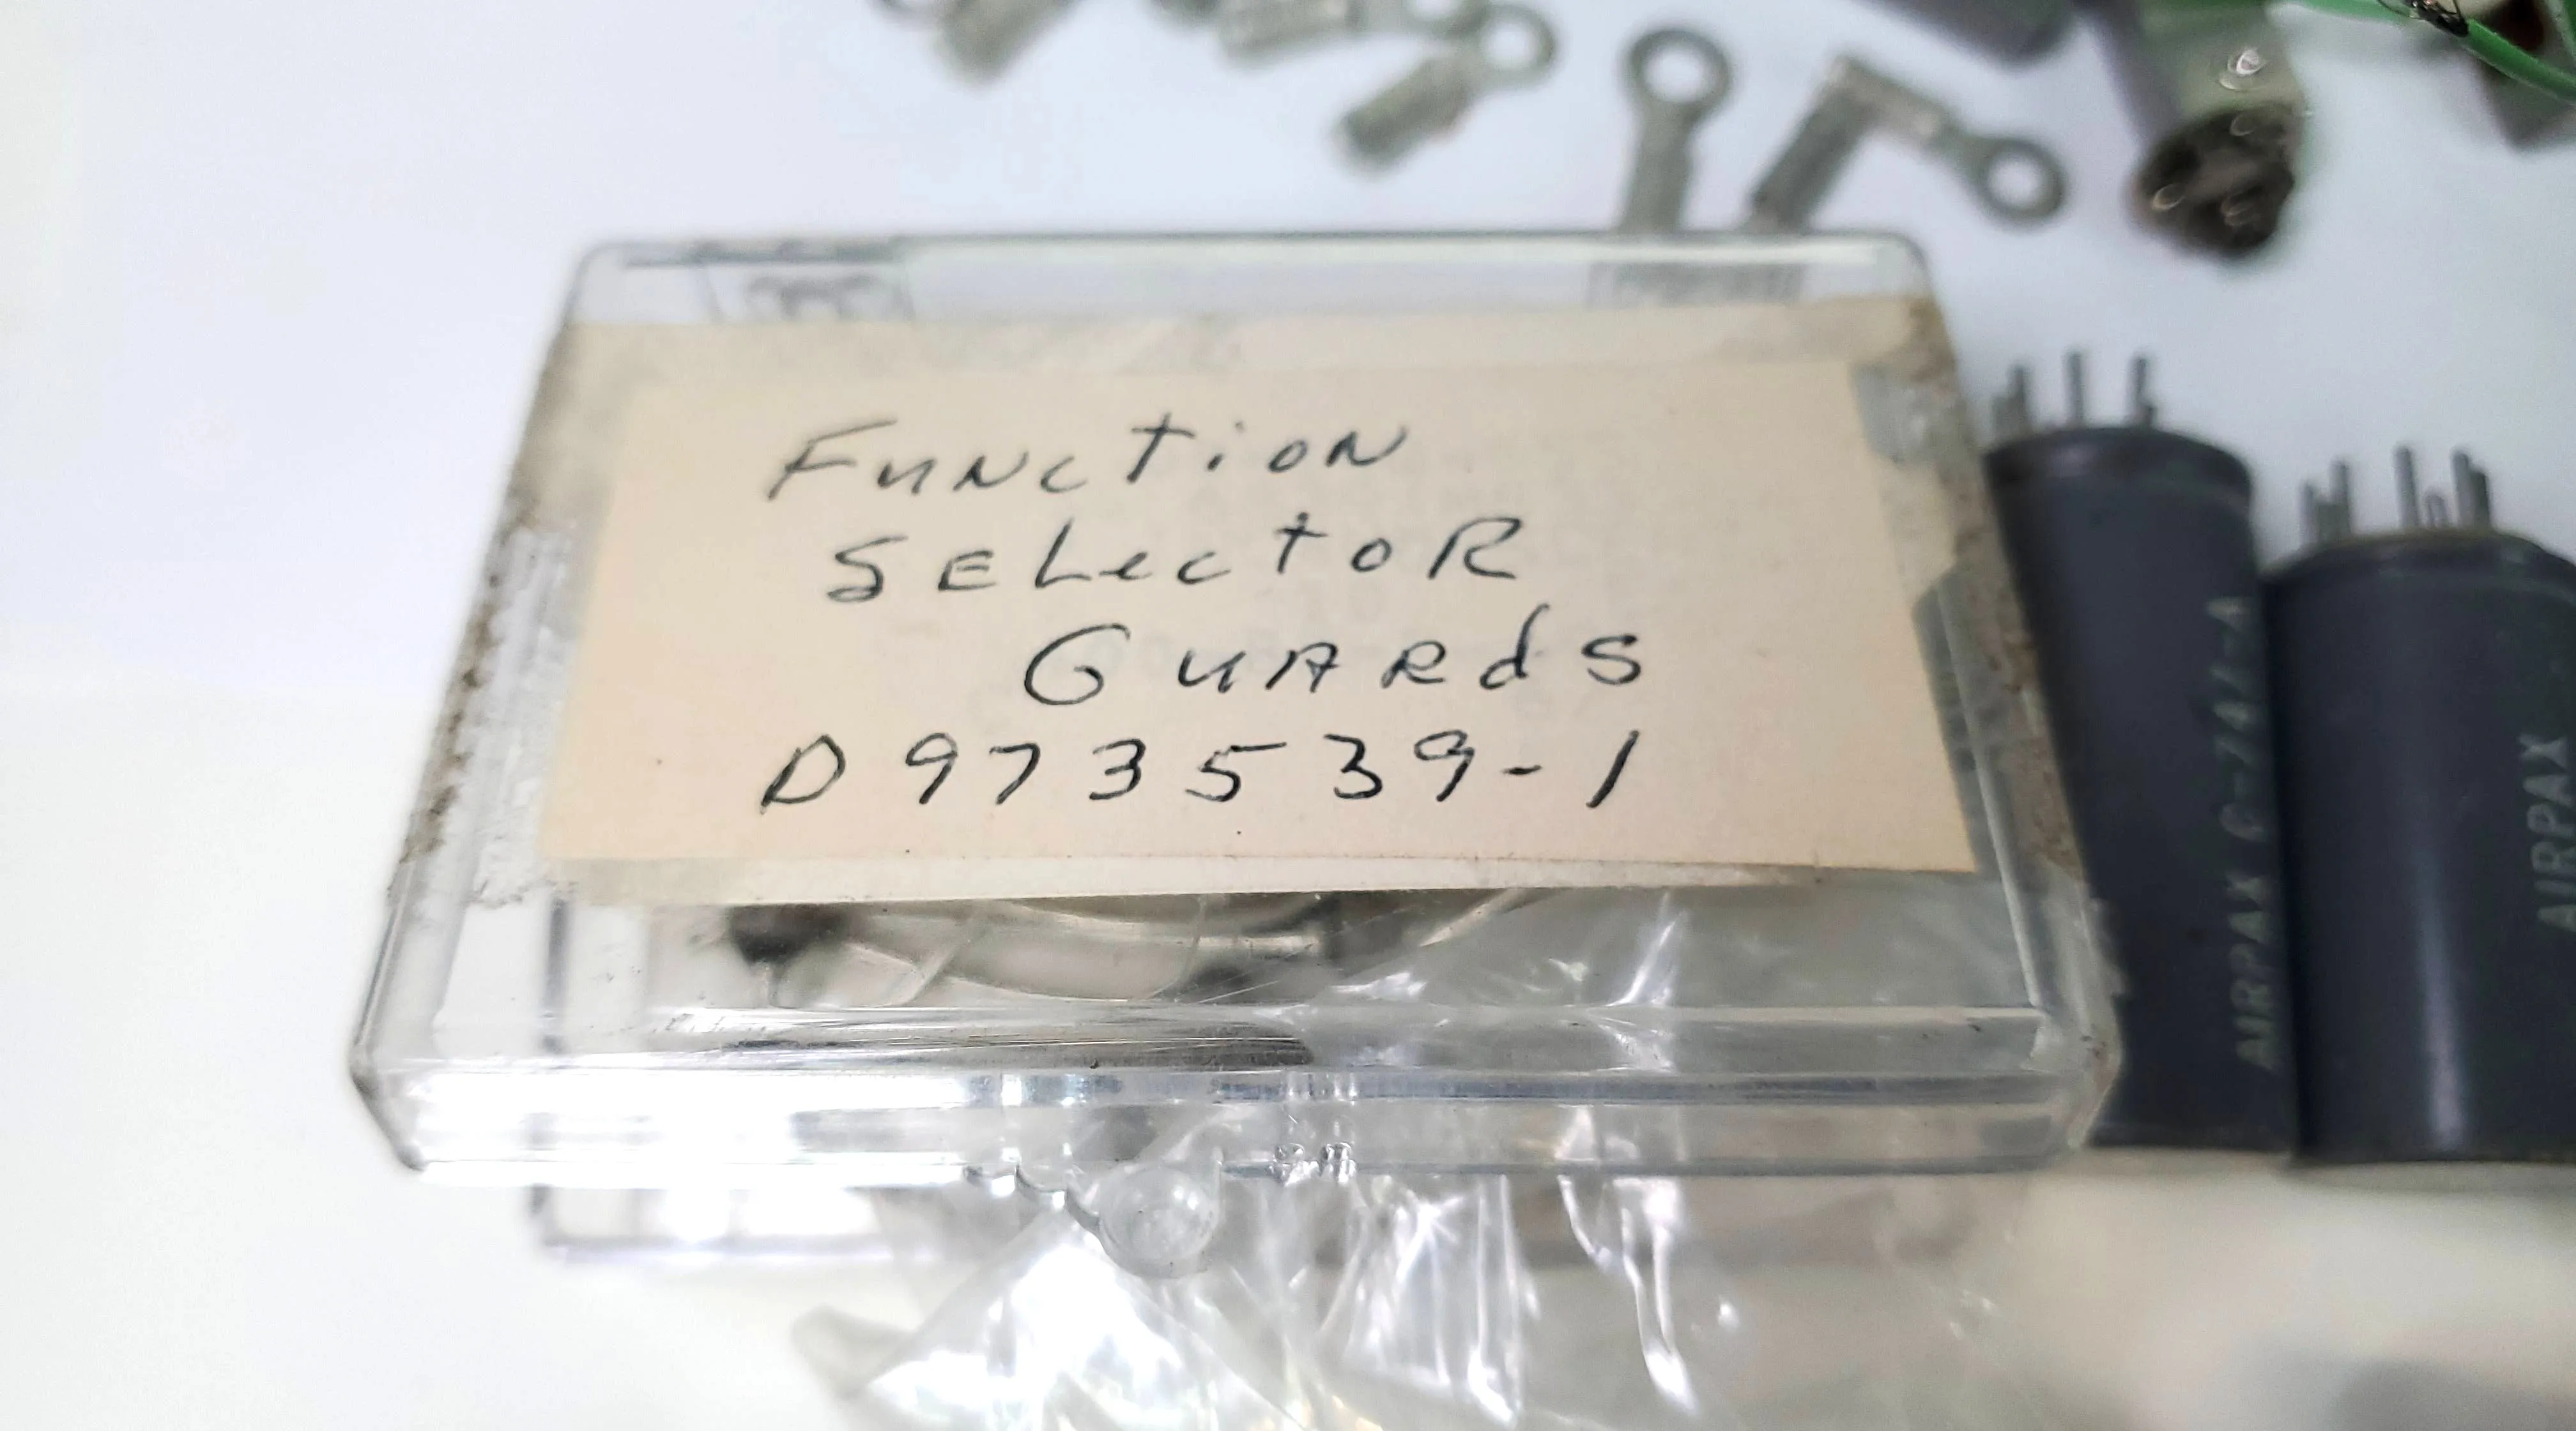 Function
Selector
Guards
D973539-1
AIRPAX
AIRPAX